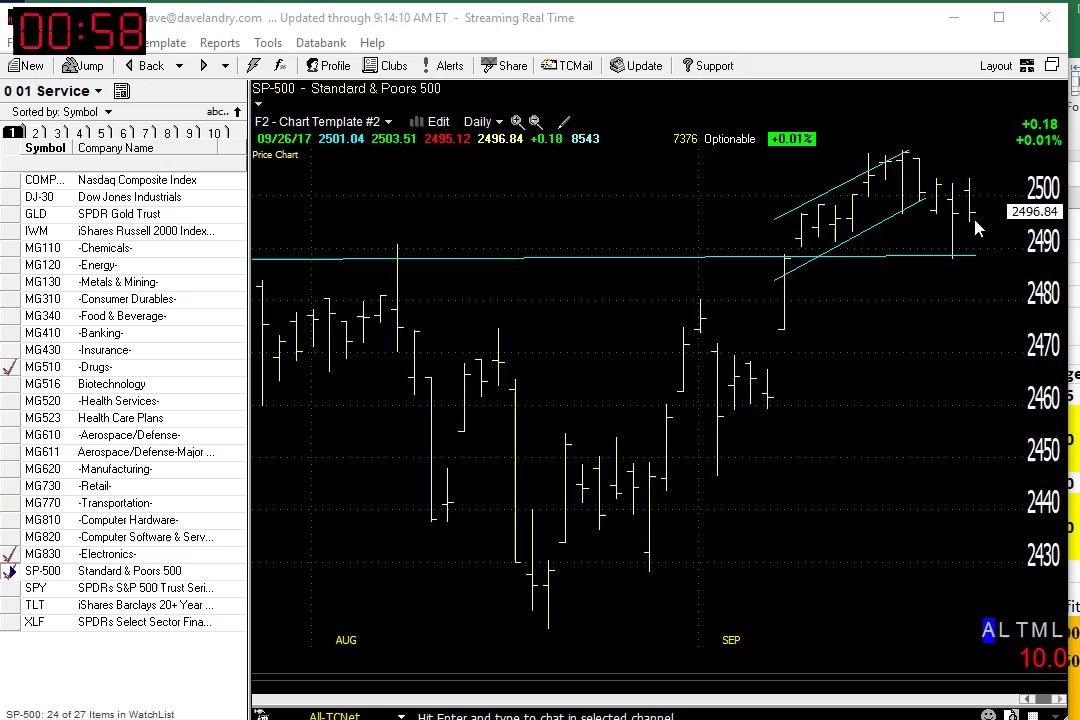 00:58
ave@davelandry.com ... Updated through 9:14:10 AM ET - Streaming Real Time
emplate Reports Tools Databank Help
New Jump Back Profile Clubs Alerts Share TCMail Update Support Layout
0 01 Service
SP-500 - Standard & Poors 500
Sorted by: Symbol abc..
F2 - Chart Template #2 Edit Daily
1 2 3 4 5 6 7 8 9 10
09/26/17 2501.04 2503.51 2495.12 2496.84 +0.18 8543 7376 Optionable +0.01%
+0.18
+0.01%
Symbol Company Name
Price Chart
COMP... Nasdaq Composite Index
DJ-30 Dow Jones Industrials
GLD SPDR Gold Trust
IWM iShares Russell 2000 Index...
MG110 -Chemicals-
MG120 -Energy-
MG130 -Metals & Mining-
MG310 -Consumer Durables-
MG340 -Food & Beverage-
MG410 -Banking-
MG430 -Insurance-
MG510 -Drugs-
MG516 Biotechnology
MG520 -Health Services-
MG523 Health Care Plans
MG610 -Aerospace/Defense-
MG611 Aerospace/Defense-Major ...
MG620 -Manufacturing-
MG730 -Retail-
MG770 -Transportation-
MG810 -Computer Hardware-
MG820 -Computer Software & Serv...
MG830 -Electronics-
SP-500 Standard & Poors 500
SPY SPDRs S&P 500 Trust Seri...
TLT iShares Barclays 20+ Year ...
XLF SPDRs Select Sector Fina...
2500
2496.84
2490
2480
2470
2460
2450
2440
2430
AUG SEP
A L T M L
10.0
SP-500: 24 of 27 Items in WatchList
All-TCNet Hit Enter and type to chat in selected channel